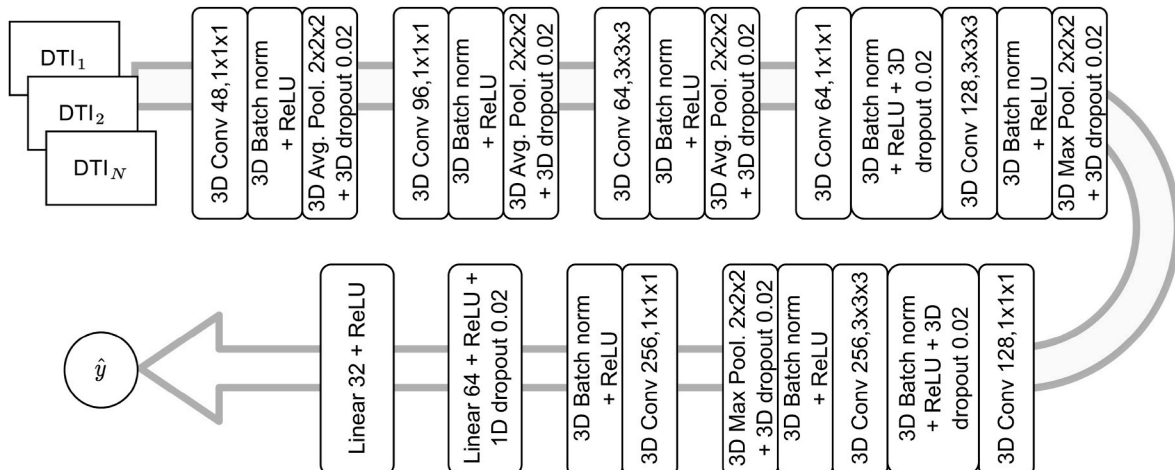 DTI₁
DTI₂
DTI_N
3D Conv 48,1x1x1
3D Batch norm
+ ReLU
3D Avg. Pool. 2x2x2
+ 3D dropout 0.02
3D Conv 96,1x1x1
3D Batch norm
+ ReLU
3D Avg. Pool. 2x2x2
+ 3D dropout 0.02
3D Conv 64,3x3x3
3D Batch norm
+ ReLU
3D Avg. Pool. 2x2x2
+ 3D dropout 0.02
3D Conv 64,1x1x1
3D Batch norm
+ ReLU + 3D
dropout 0.02
3D Conv 128,3x3x3
3D Batch norm
+ ReLU
3D Max Pool. 2x2x2
+ 3D dropout 0.02
3D Conv 128,1x1x1
3D Batch norm
+ ReLU + 3D
dropout 0.02
3D Conv 256,3x3x3
3D Batch norm
+ ReLU
3D Max Pool. 2x2x2
+ 3D dropout 0.02
3D Conv 256,1x1x1
3D Batch norm
+ ReLU
Linear 64 + ReLU +
1D dropout 0.02
Linear 32 + ReLU
ŷ